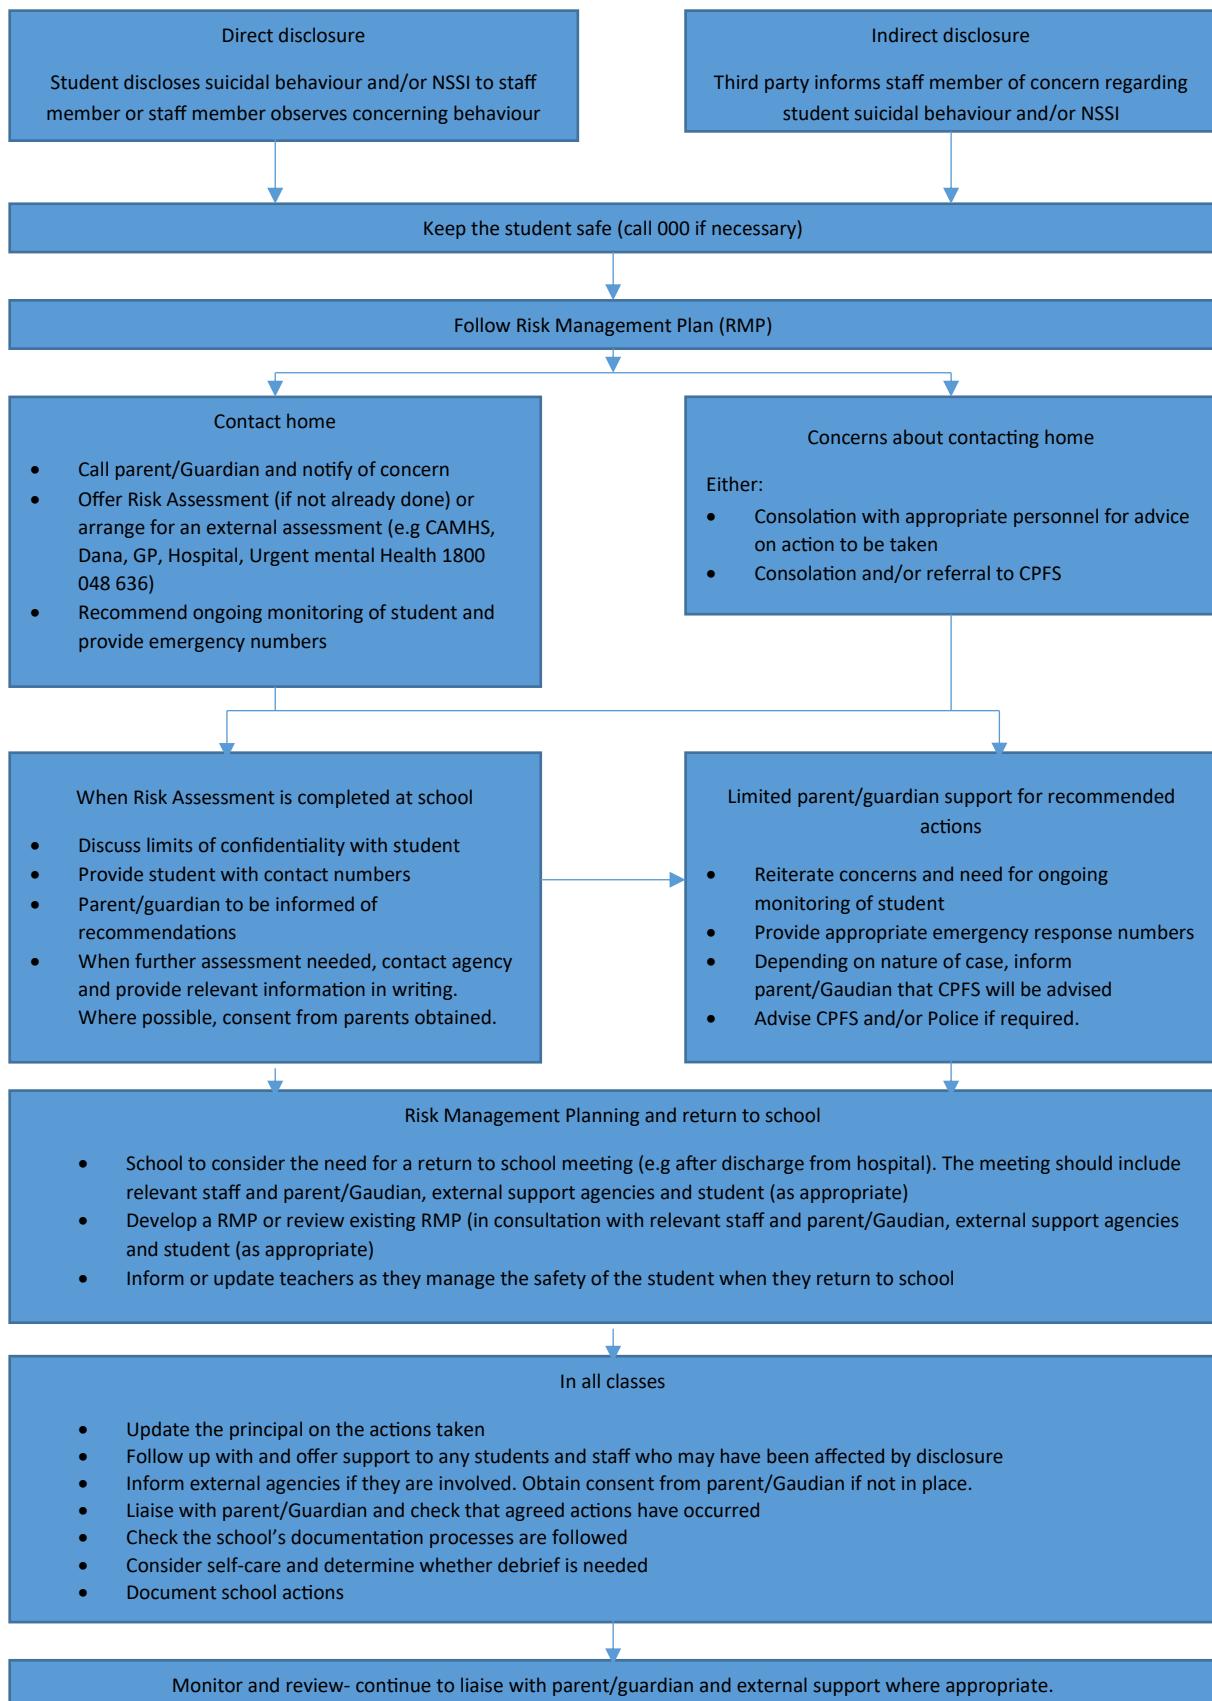 Direct disclosure
Student discloses suicidal behaviour and/or NSSI to staff
member or staff member observes concerning behaviour
Indirect disclosure
Third party informs staff member of concern regarding
student suicidal behaviour and/or NSSI
Keep the student safe (call 000 if necessary)
Follow Risk Management Plan (RMP)
Contact home
• Call parent/Guardian and notify of concern
• Offer Risk Assessment (if not already done) or
arrange for an external assessment (e.g CAMHS,
Dana, GP, Hospital, Urgent mental Health 1800
048 636)
• Recommend ongoing monitoring of student and
provide emergency numbers
Concerns about contacting home
Either:
• Consolation with appropriate personnel for advice
on action to be taken
• Consolation and/or referral to CPFS
When Risk Assessment is completed at school
• Discuss limits of confidentiality with student
• Provide student with contact numbers
• Parent/guardian to be informed of
recommendations
• When further assessment needed, contact agency
and provide relevant information in writing.
Where possible, consent from parents obtained.
Limited parent/guardian support for recommended
actions
• Reiterate concerns and need for ongoing
monitoring of student
• Provide appropriate emergency response numbers
• Depending on nature of case, inform
parent/Gaudian that CPFS will be advised
• Advise CPFS and/or Police if required.
Risk Management Planning and return to school
• School to consider the need for a return to school meeting (e.g after discharge from hospital). The meeting should include
relevant staff and parent/Gaudian, external support agencies and student (as appropriate)
• Develop a RMP or review existing RMP (in consultation with relevant staff and parent/Gaudian, external support agencies
and student (as appropriate)
• Inform or update teachers as they manage the safety of the student when they return to school
In all classes
• Update the principal on the actions taken
• Follow up with and offer support to any students and staff who may have been affected by disclosure
• Inform external agencies if they are involved. Obtain consent from parent/Gaudian if not in place.
• Liaise with parent/Guardian and check that agreed actions have occurred
• Check the school’s documentation processes are followed
• Consider self-care and determine whether debrief is needed
• Document school actions
Monitor and review- continue to liaise with parent/guardian and external support where appropriate.